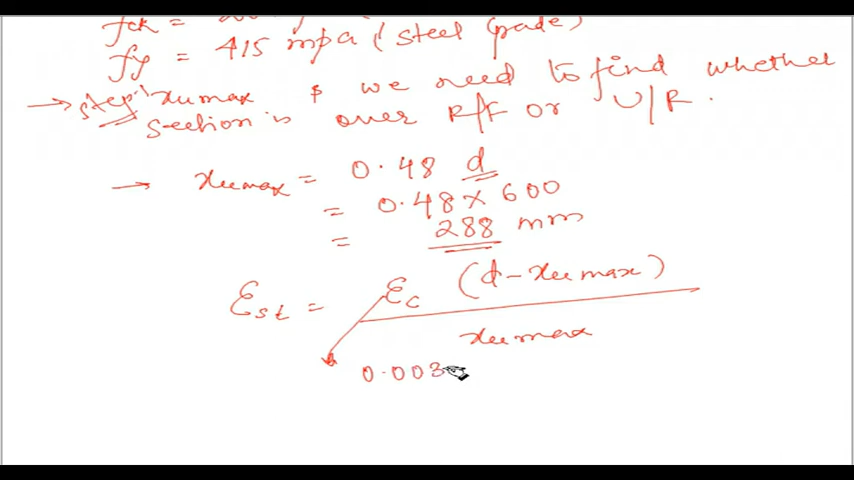 fck =
fy = 415 mpa (steel grade)
→ step-1 xumax & we need to find whether
section is over R/F or U/R.
→ xumax = 0.48 d
= 0.48 × 600
= 288 mm
εst = εc (d - xumax)
xumax
0.003